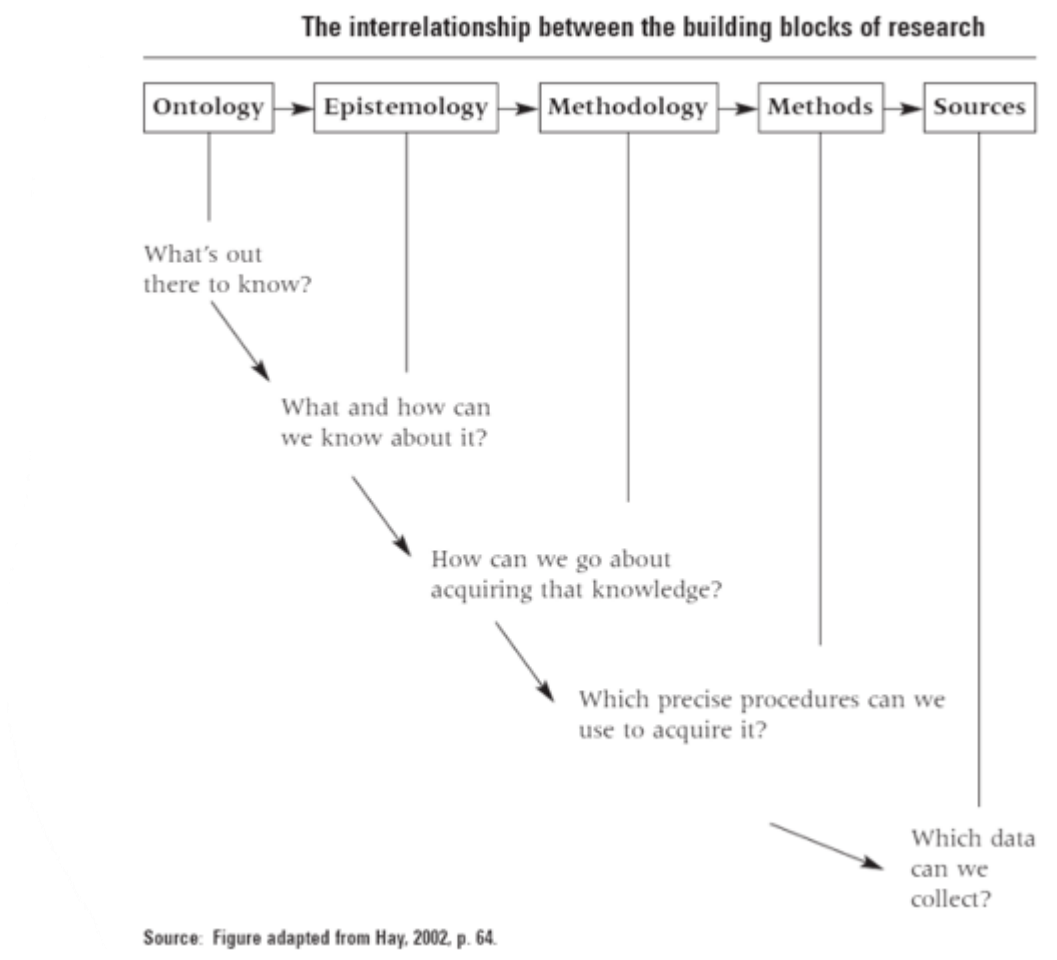 The interrelationship between the building blocks of research
Ontology Epistemology Methodology Methods Sources
What's out
there to know?
What and how can
we know about it?
How can we go about
acquiring that knowledge?
Which precise procedures can we
use to acquire it?
Which data
can we
collect?
Source: Figure adapted from Hay, 2002, p. 64.